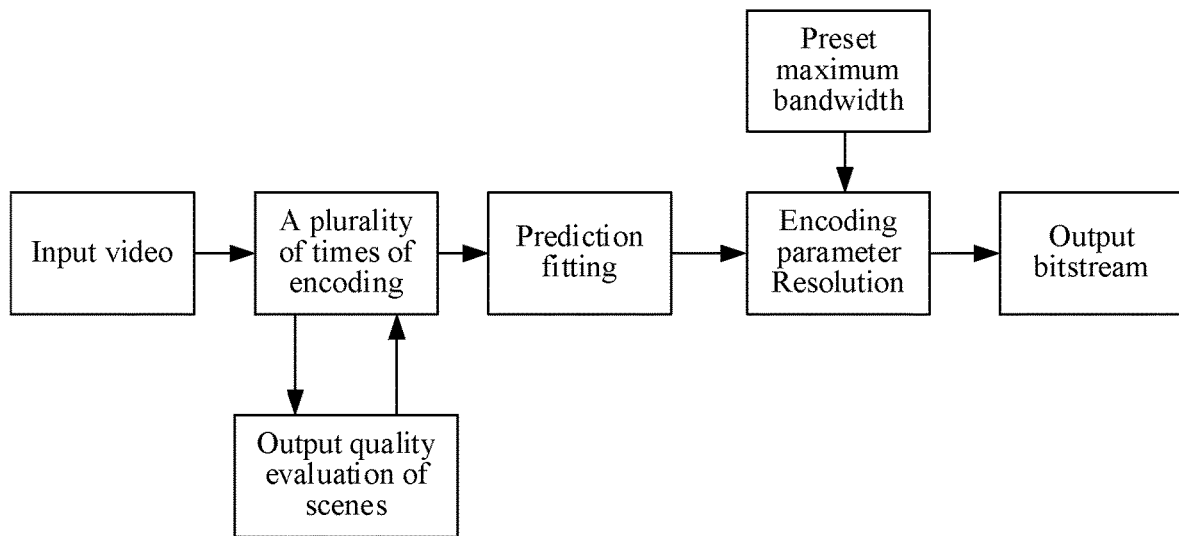 Preset
maximum
bandwidth
Input video
A plurality
of times of
encoding
Prediction
fitting
Encoding
parameter
Resolution
Output
bitstream
Output quality
evaluation of
scenes